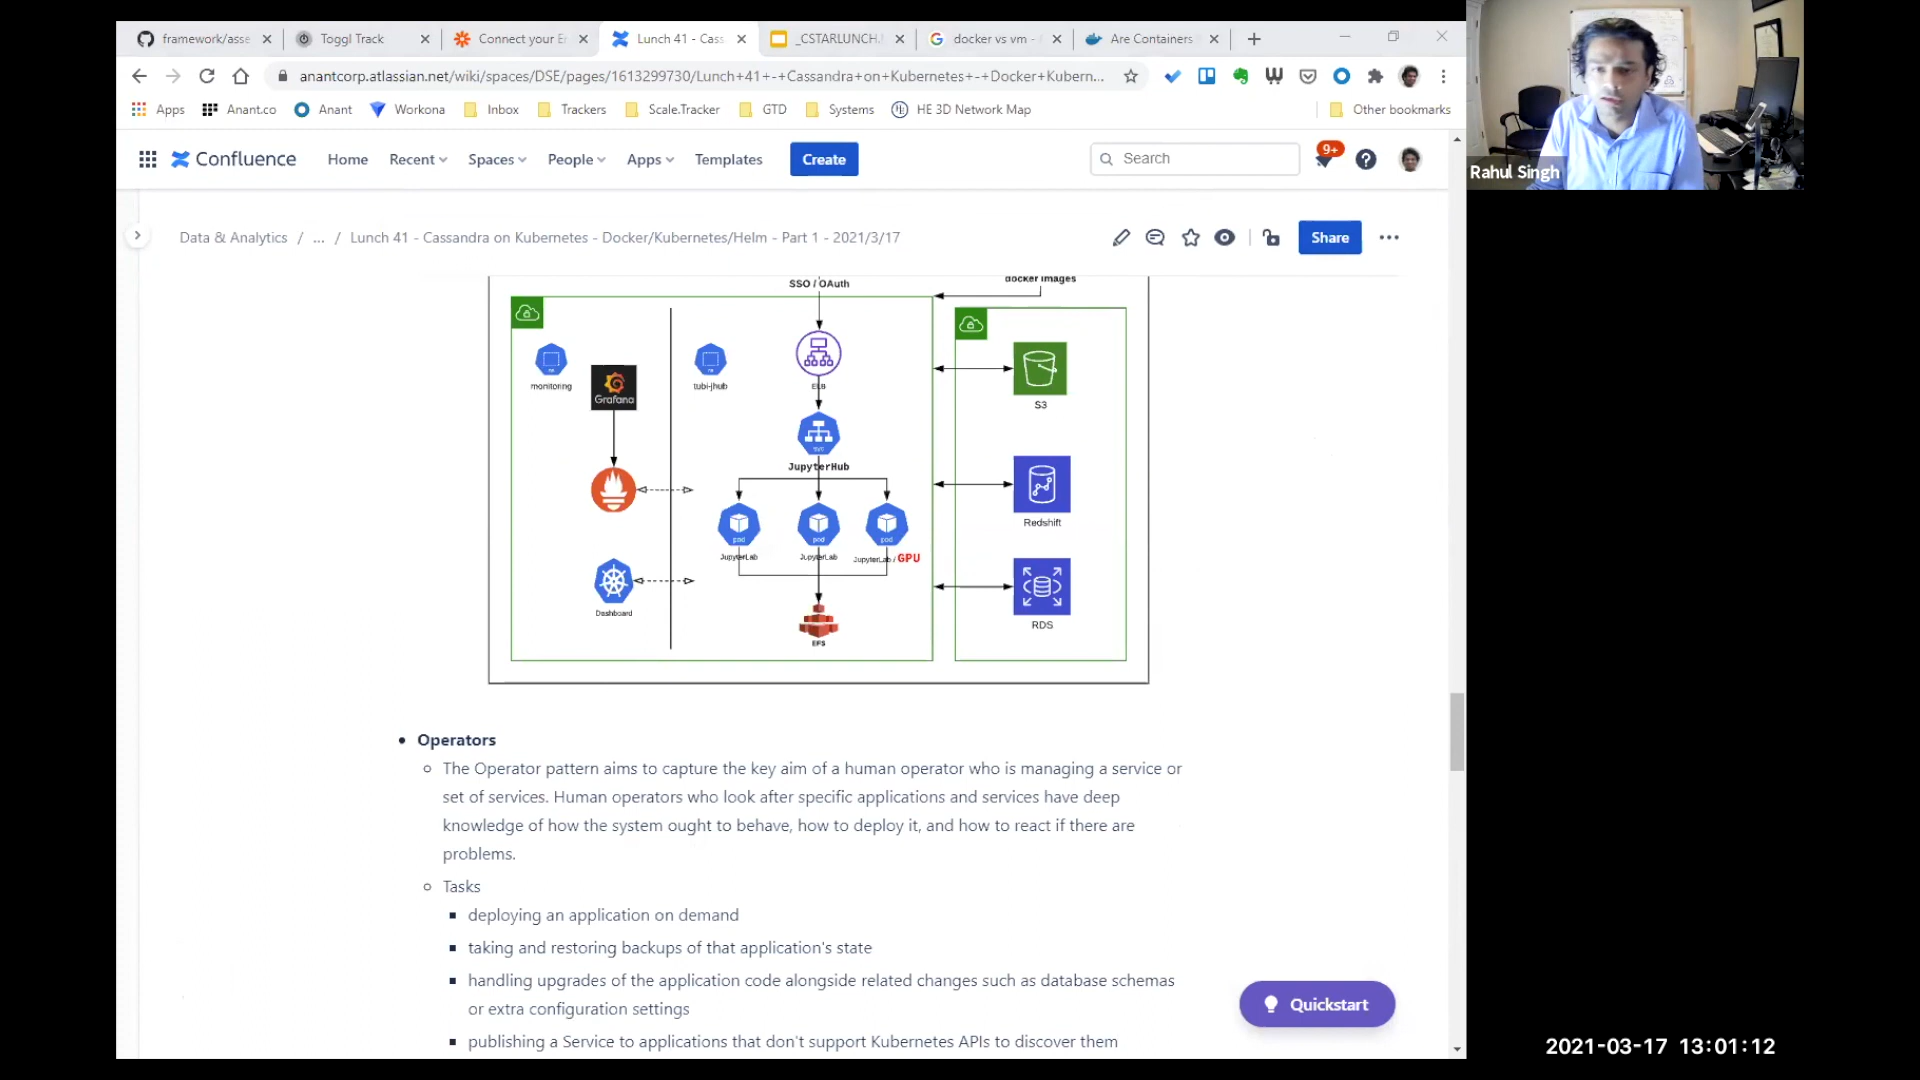 framework/asse
Toggl Track
Connect your E
Lunch 41 - Cass
_CSTARLUNCH.
docker vs vm -
Are Containers
anantcorp.atlassian.net/wiki/spaces/DSE/pages/1613299730/Lunch+41+-+Cassandra+on+Kubernetes+-+Docker+Kubern...
Apps
Anant.co
Anant
Workona
Inbox
Trackers
Scale.Tracker
GTD
Systems
HE 3D Network Map
Other bookmarks
Rahul Singh
Confluence
Home
Recent
Spaces
People
Apps
Templates
Create
Search
9+
Data & Analytics / ... / Lunch 41 - Cassandra on Kubernetes - Docker/Kubernetes/Helm - Part 1 - 2021/3/17
Share
SSO / OAuth
docker images
monitoring
Grafana
tubi-jhub
ELB
S3
svc
JupyterHub
Redshift
pod
pod
pod
JupyterLab
JupyterLab
JupyterLab / GPU
Dashboard
EFS
RDS
• Operators
The Operator pattern aims to capture the key aim of a human operator who is managing a service or
set of services. Human operators who look after specific applications and services have deep
knowledge of how the system ought to behave, how to deploy it, and how to react if there are
problems.
Tasks
deploying an application on demand
taking and restoring backups of that application's state
handling upgrades of the application code alongside related changes such as database schemas
or extra configuration settings
publishing a Service to applications that don't support Kubernetes APIs to discover them
Quickstart
2021-03-17 13:01:12